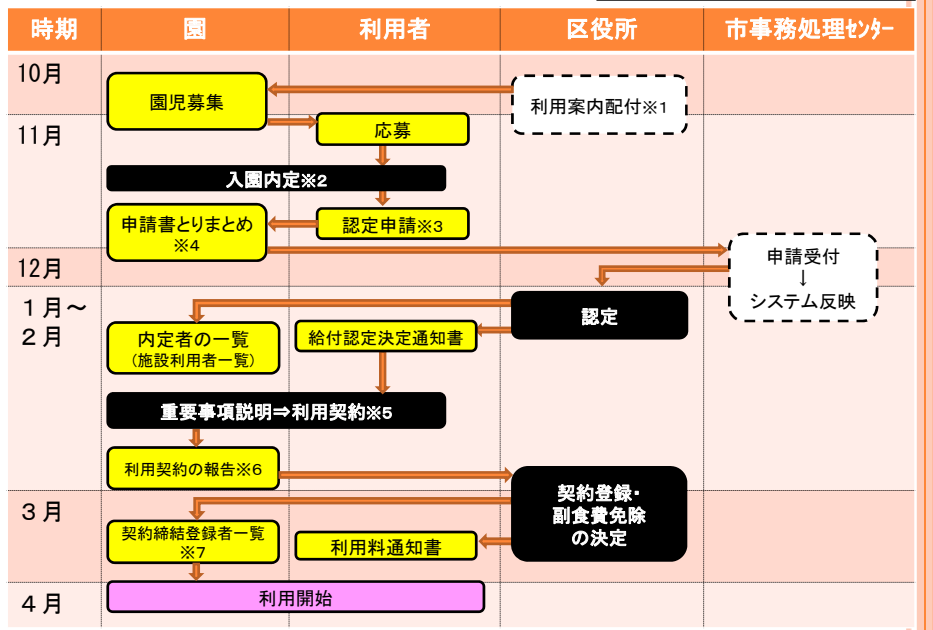 時期 園 利用者 区役所 市事務処理センター
10月
園児募集
利用案内配付※1
11月
応募
入園内定※2
申請書とりまとめ
※4
認定申請※3
12月
申請受付
↓
システム反映
1月～
2月
認定
内定者の一覧
(施設利用者一覧)
給付認定決定通知書
重要事項説明⇒利用契約※5
利用契約の報告※6
契約登録・
副食費免除
の決定
3月
契約締結登録者一覧
※7
利用料通知書
4月
利用開始